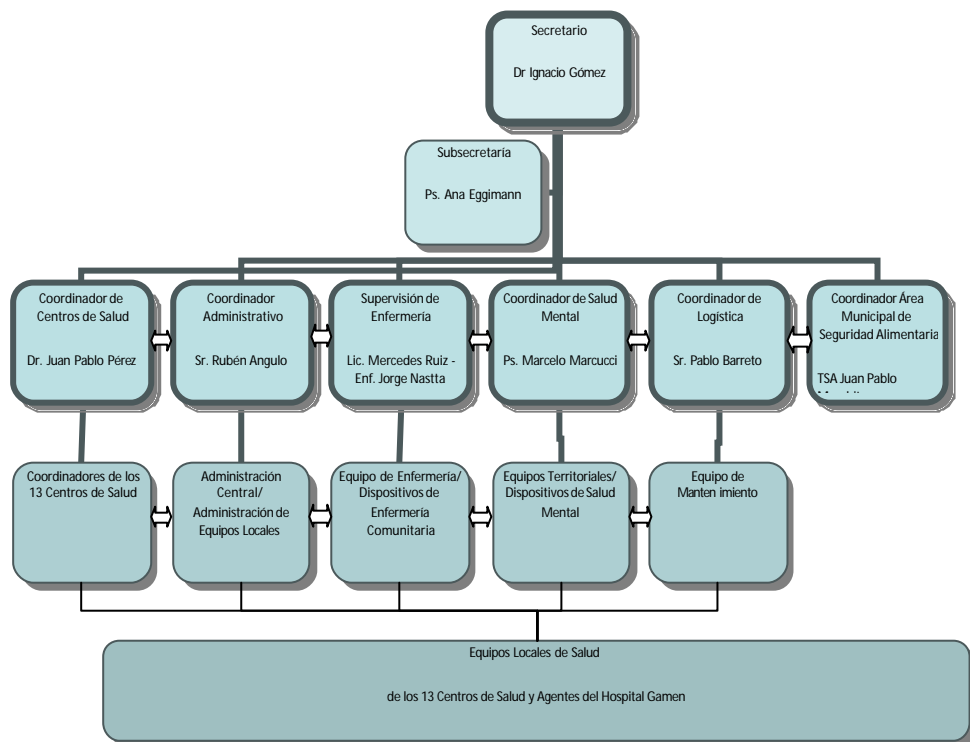 Secretario
Dr Ignacio Gómez
Subsecretaría
Ps. Ana Eggimann
Coordinador de
Centros de Salud
Dr. Juan Pablo Pérez
Coordinador
Administrativo
Sr. Rubén Angulo
Supervisión de
Enfermería
Lic. Mercedes Ruiz -
Enf. Jorge Nastta
Coordinador de Salud
Mental
Ps. Marcelo Marcucci
Coordinador de
Logística
Sr. Pablo Barreto
Coordinador Área
Municipal de
Seguridad Alimentaria
TSA Juan Pablo
Coordinadores de los
13 Centros de Salud
Administración
Central/
Administración de
Equipos Locales
Equipo de Enfermería/
Dispositivos de
Enfermería
Comunitaria
Equipos Territoriales/
Dispositivos de Salud
Mental
Equipo de
Manten imiento
Equipos Locales de Salud
de los 13 Centros de Salud y Agentes del Hospital Gamen